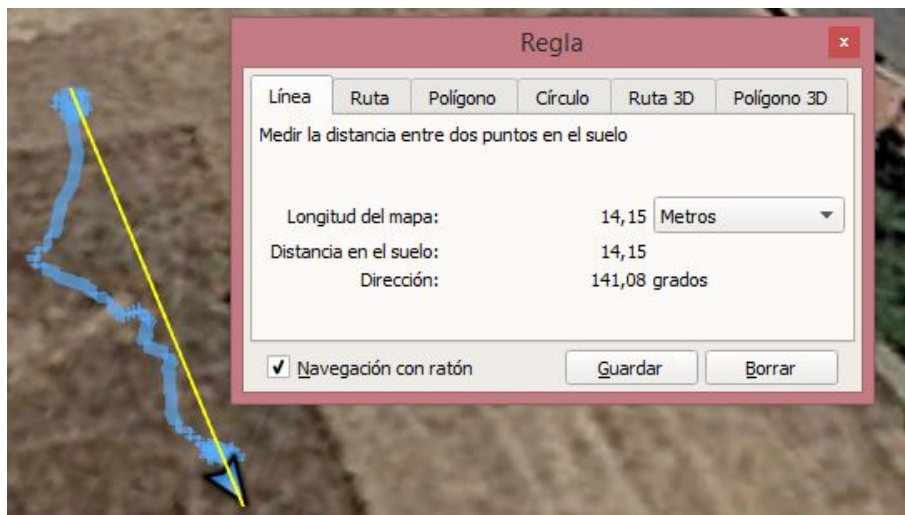 Regla
x
Línea Ruta Polígono Círculo Ruta 3D Polígono 3D
Medir la distancia entre dos puntos en el suelo
Longitud del mapa: 14,15 Metros
Distancia en el suelo: 14,15
Dirección: 141,08 grados
Navegación con ratón Guardar Borrar